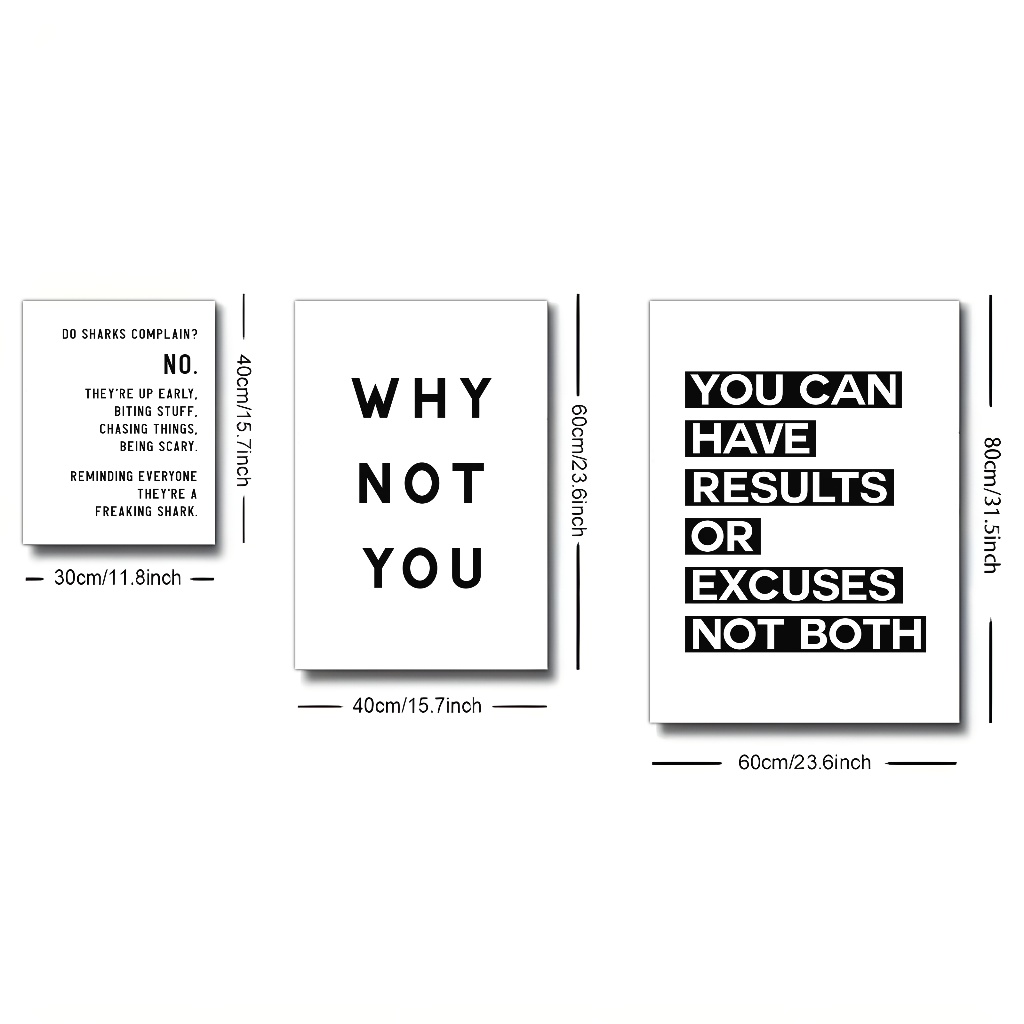 DO SHARKS COMPLAIN?
NO.
THEY'RE UP EARLY,
BITING STUFF,
CHASING THINGS,
BEING SCARY.
REMINDING EVERYONE
THEY'RE A
FREAKING SHARK.
40cm/15.7inch
30cm/11.8inch
WHY
NOT
YOU
60cm/23.6inch
40cm/15.7inch
YOU CAN
HAVE
RESULTS
OR
EXCUSES
NOT BOTH
80cm/31.5inch
60cm/23.6inch